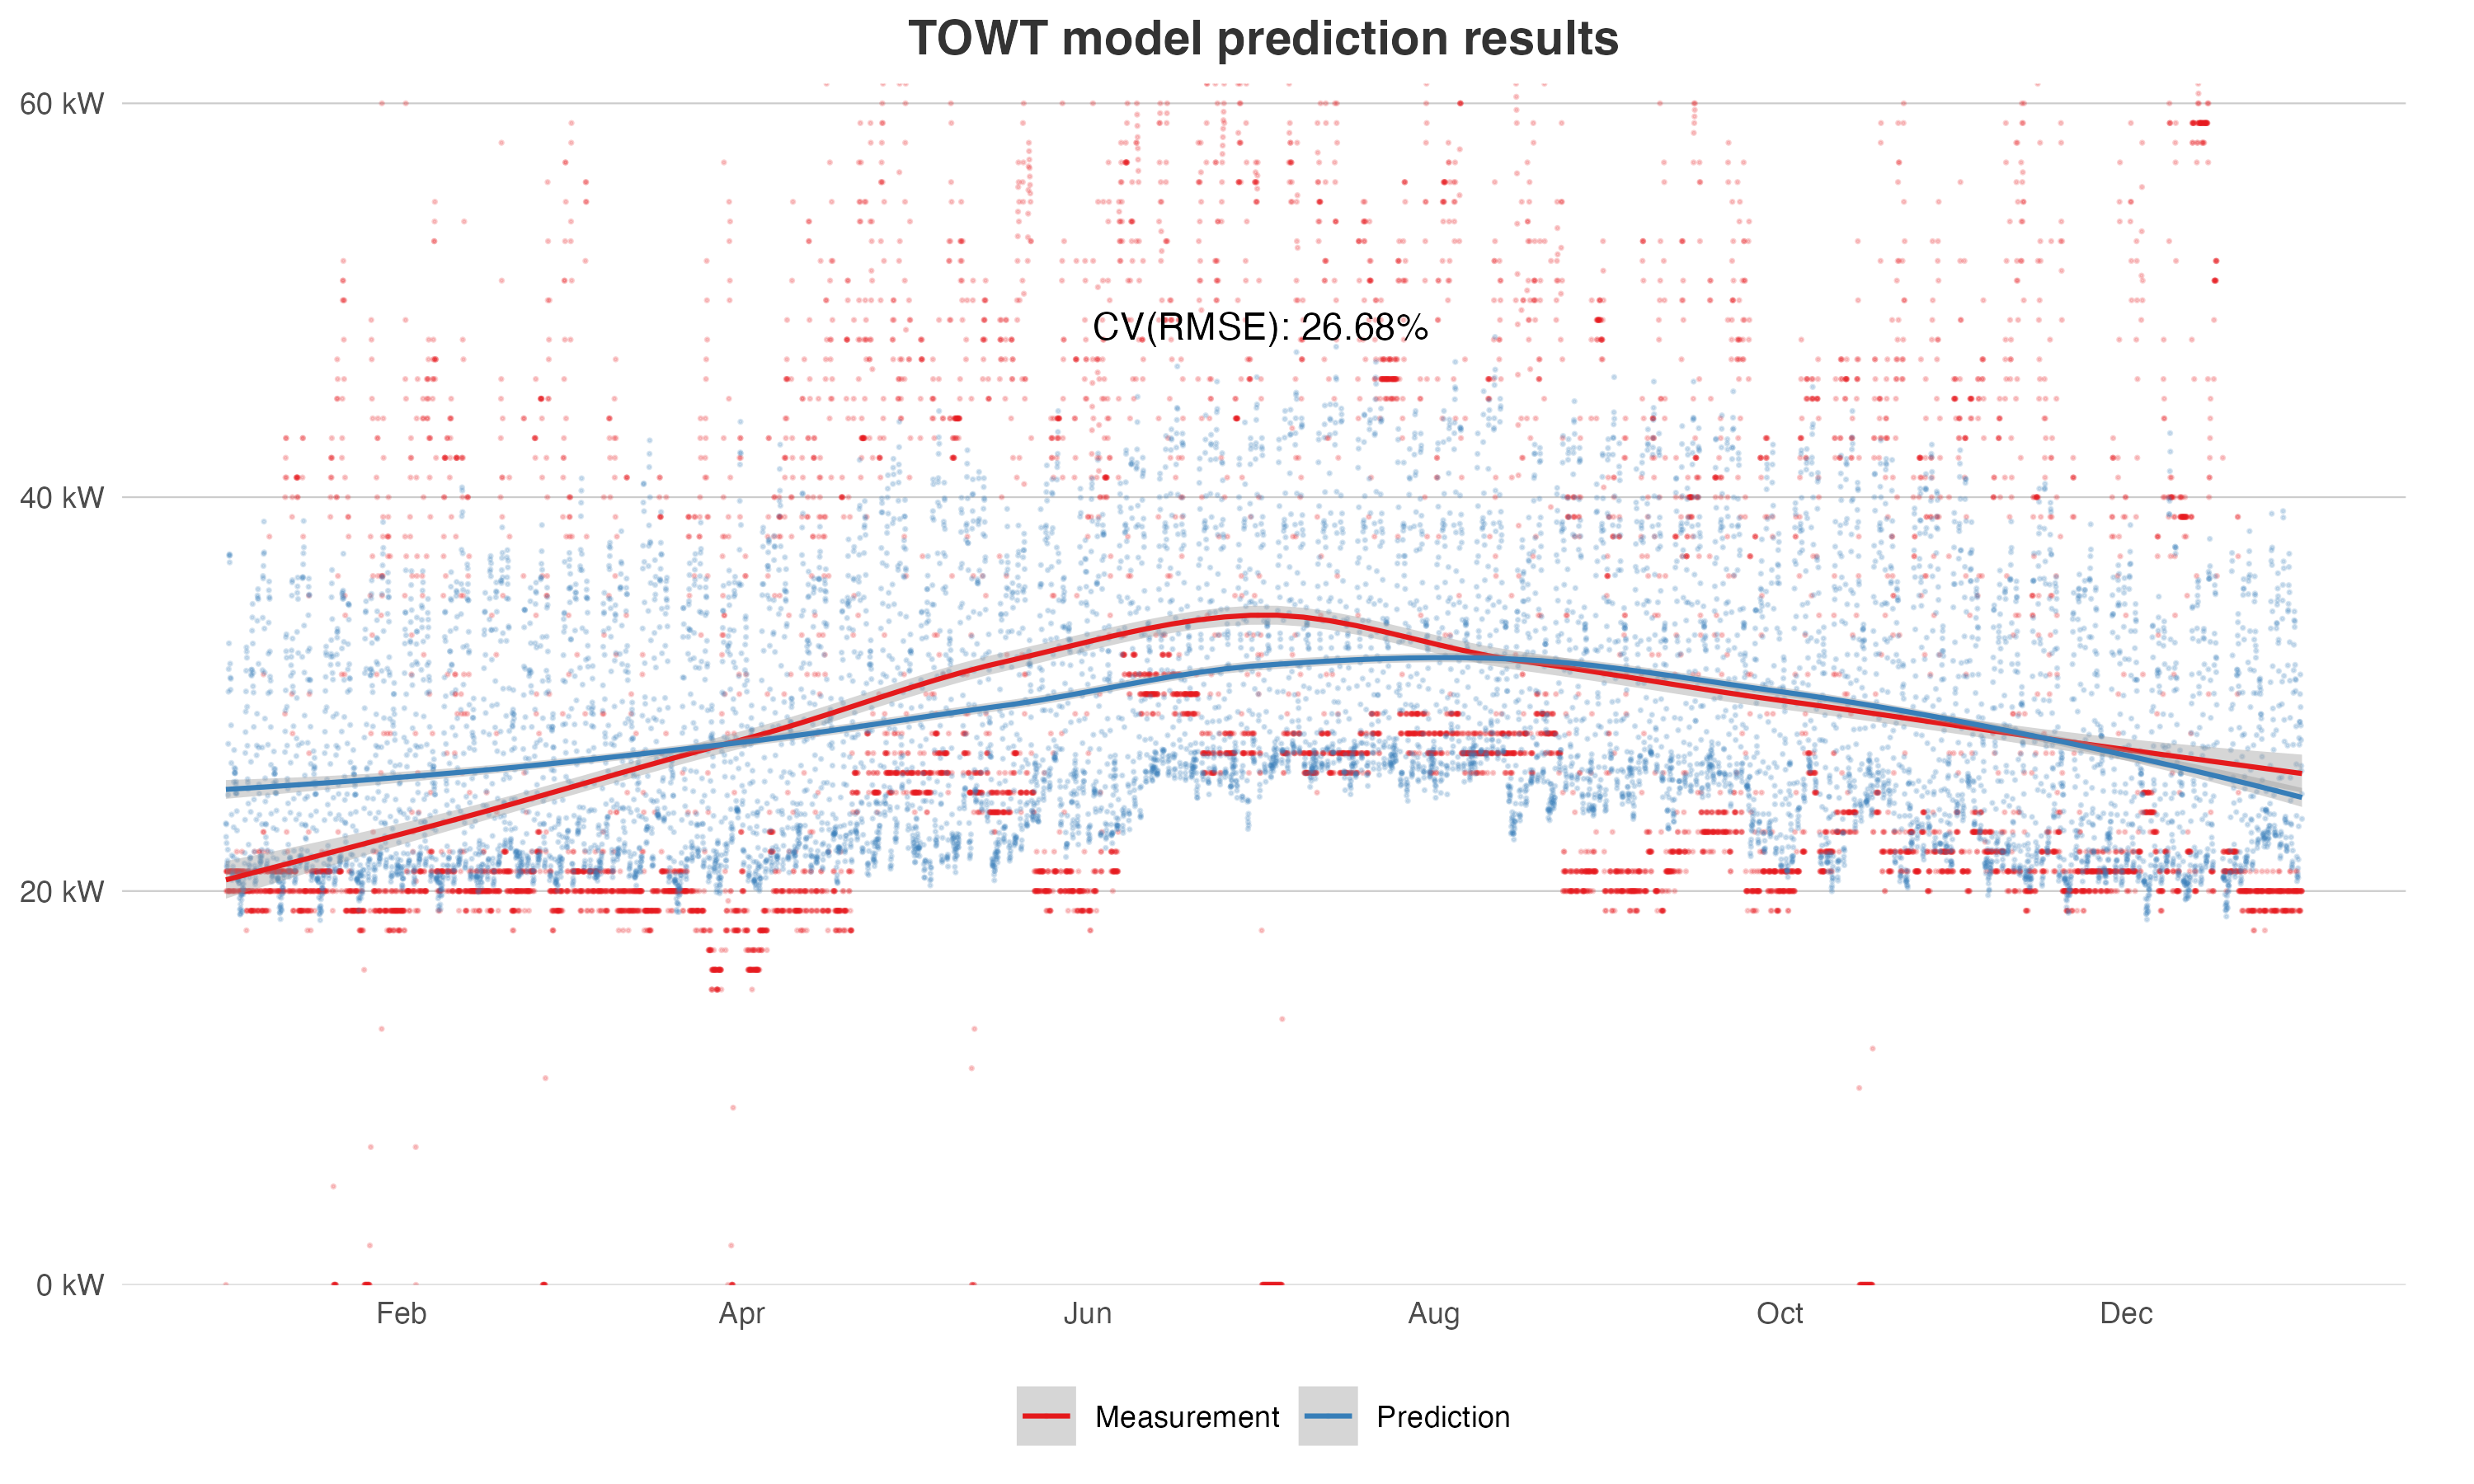 TOWT model prediction results
60 kW
CV(RMSE): 26.68%
40 kW
20 kW
0 kW
Feb Apr Jun Aug Oct Dec
Measurement Prediction